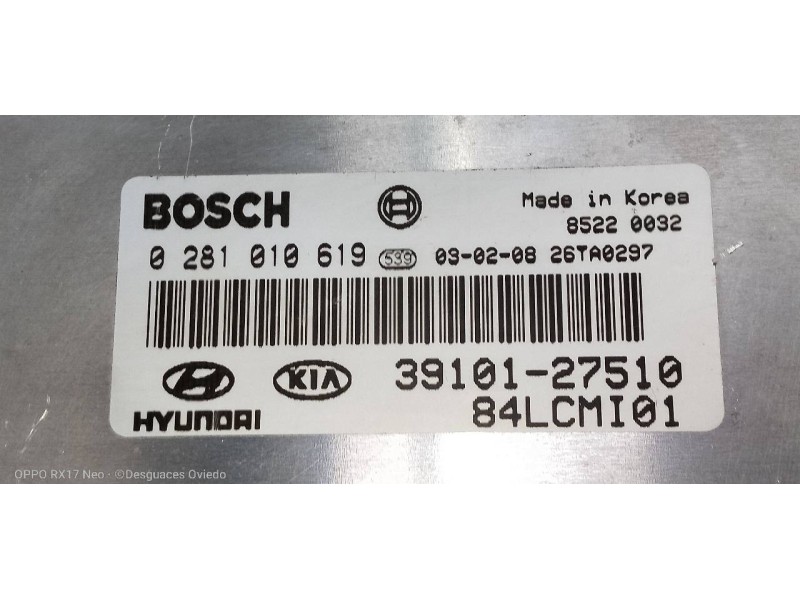 BOSCH
Made in Korea
8522 0032
0 281 010 619 539 03-02-08 26TA0297
HYUNDAI
KIA
39101-27510
84LCMI01
OPPO RX17 Neo - ©Desguaces Oviedo